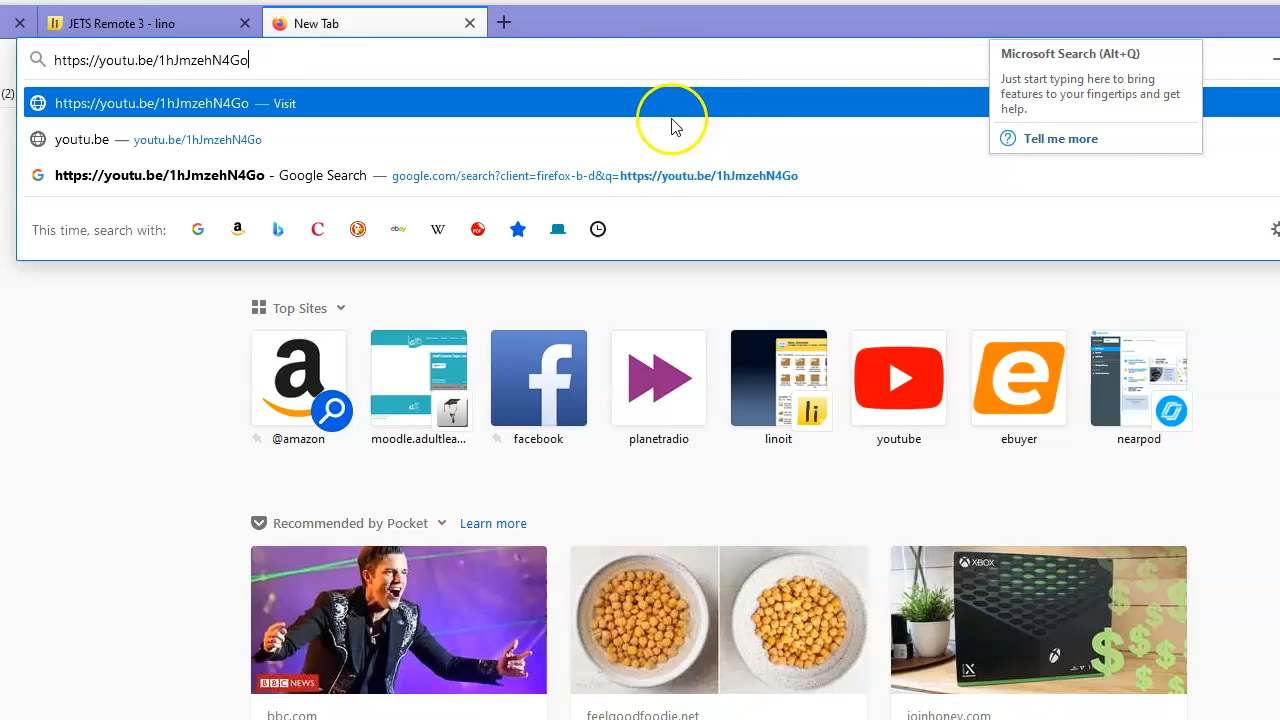 JETS Remote 3 - lino
New Tab
https://youtu.be/1hJmzehN4Go
(2)
Microsoft Search (Alt+Q)
Just start typing here to bring
features to your fingertips and get
help.
Tell me more
https://youtu.be/1hJmzehN4Go — Visit
youtu.be — youtu.be/1hJmzehN4Go
https://youtu.be/1hJmzehN4Go - Google Search — google.com/search?client=firefox-b-d&q=https://youtu.be/1hJmzehN4Go
This time, search with:
Top Sites
@amazon
moodle.adultlea...
facebook
planetradio
linoit
youtube
ebuyer
nearpod
Recommended by Pocket
Learn more
BBC NEWS
XBOX
bbc.com
feelgoodfoodie.net
joinhoney.com